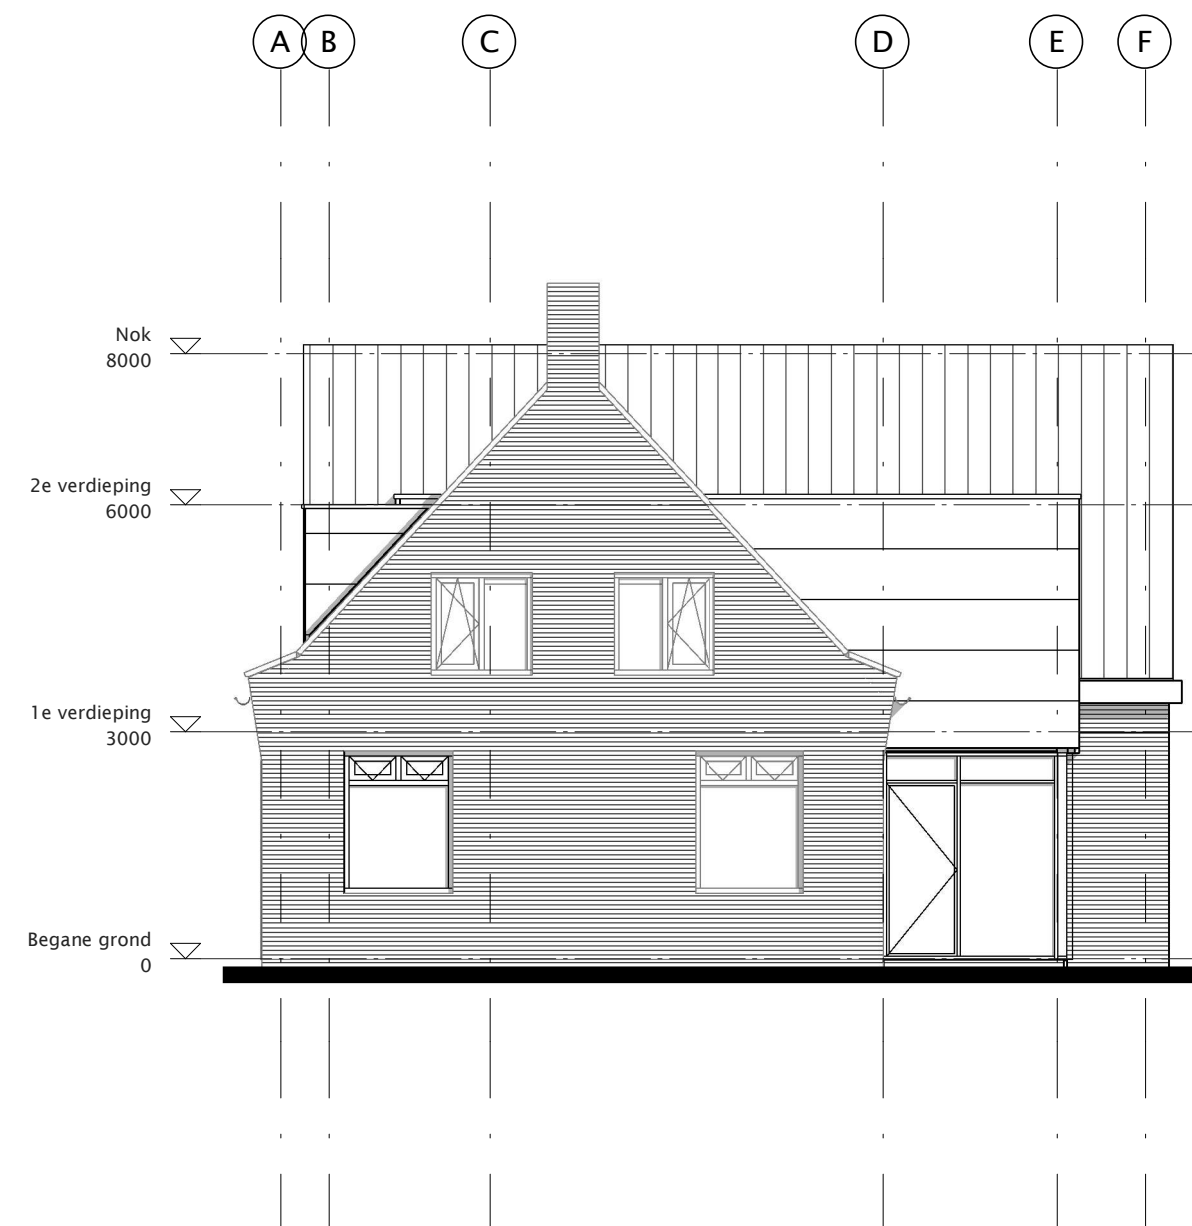 A B C D E F
Nok
8000
2e verdieping
6000
1e verdieping
3000
Begane grond
0